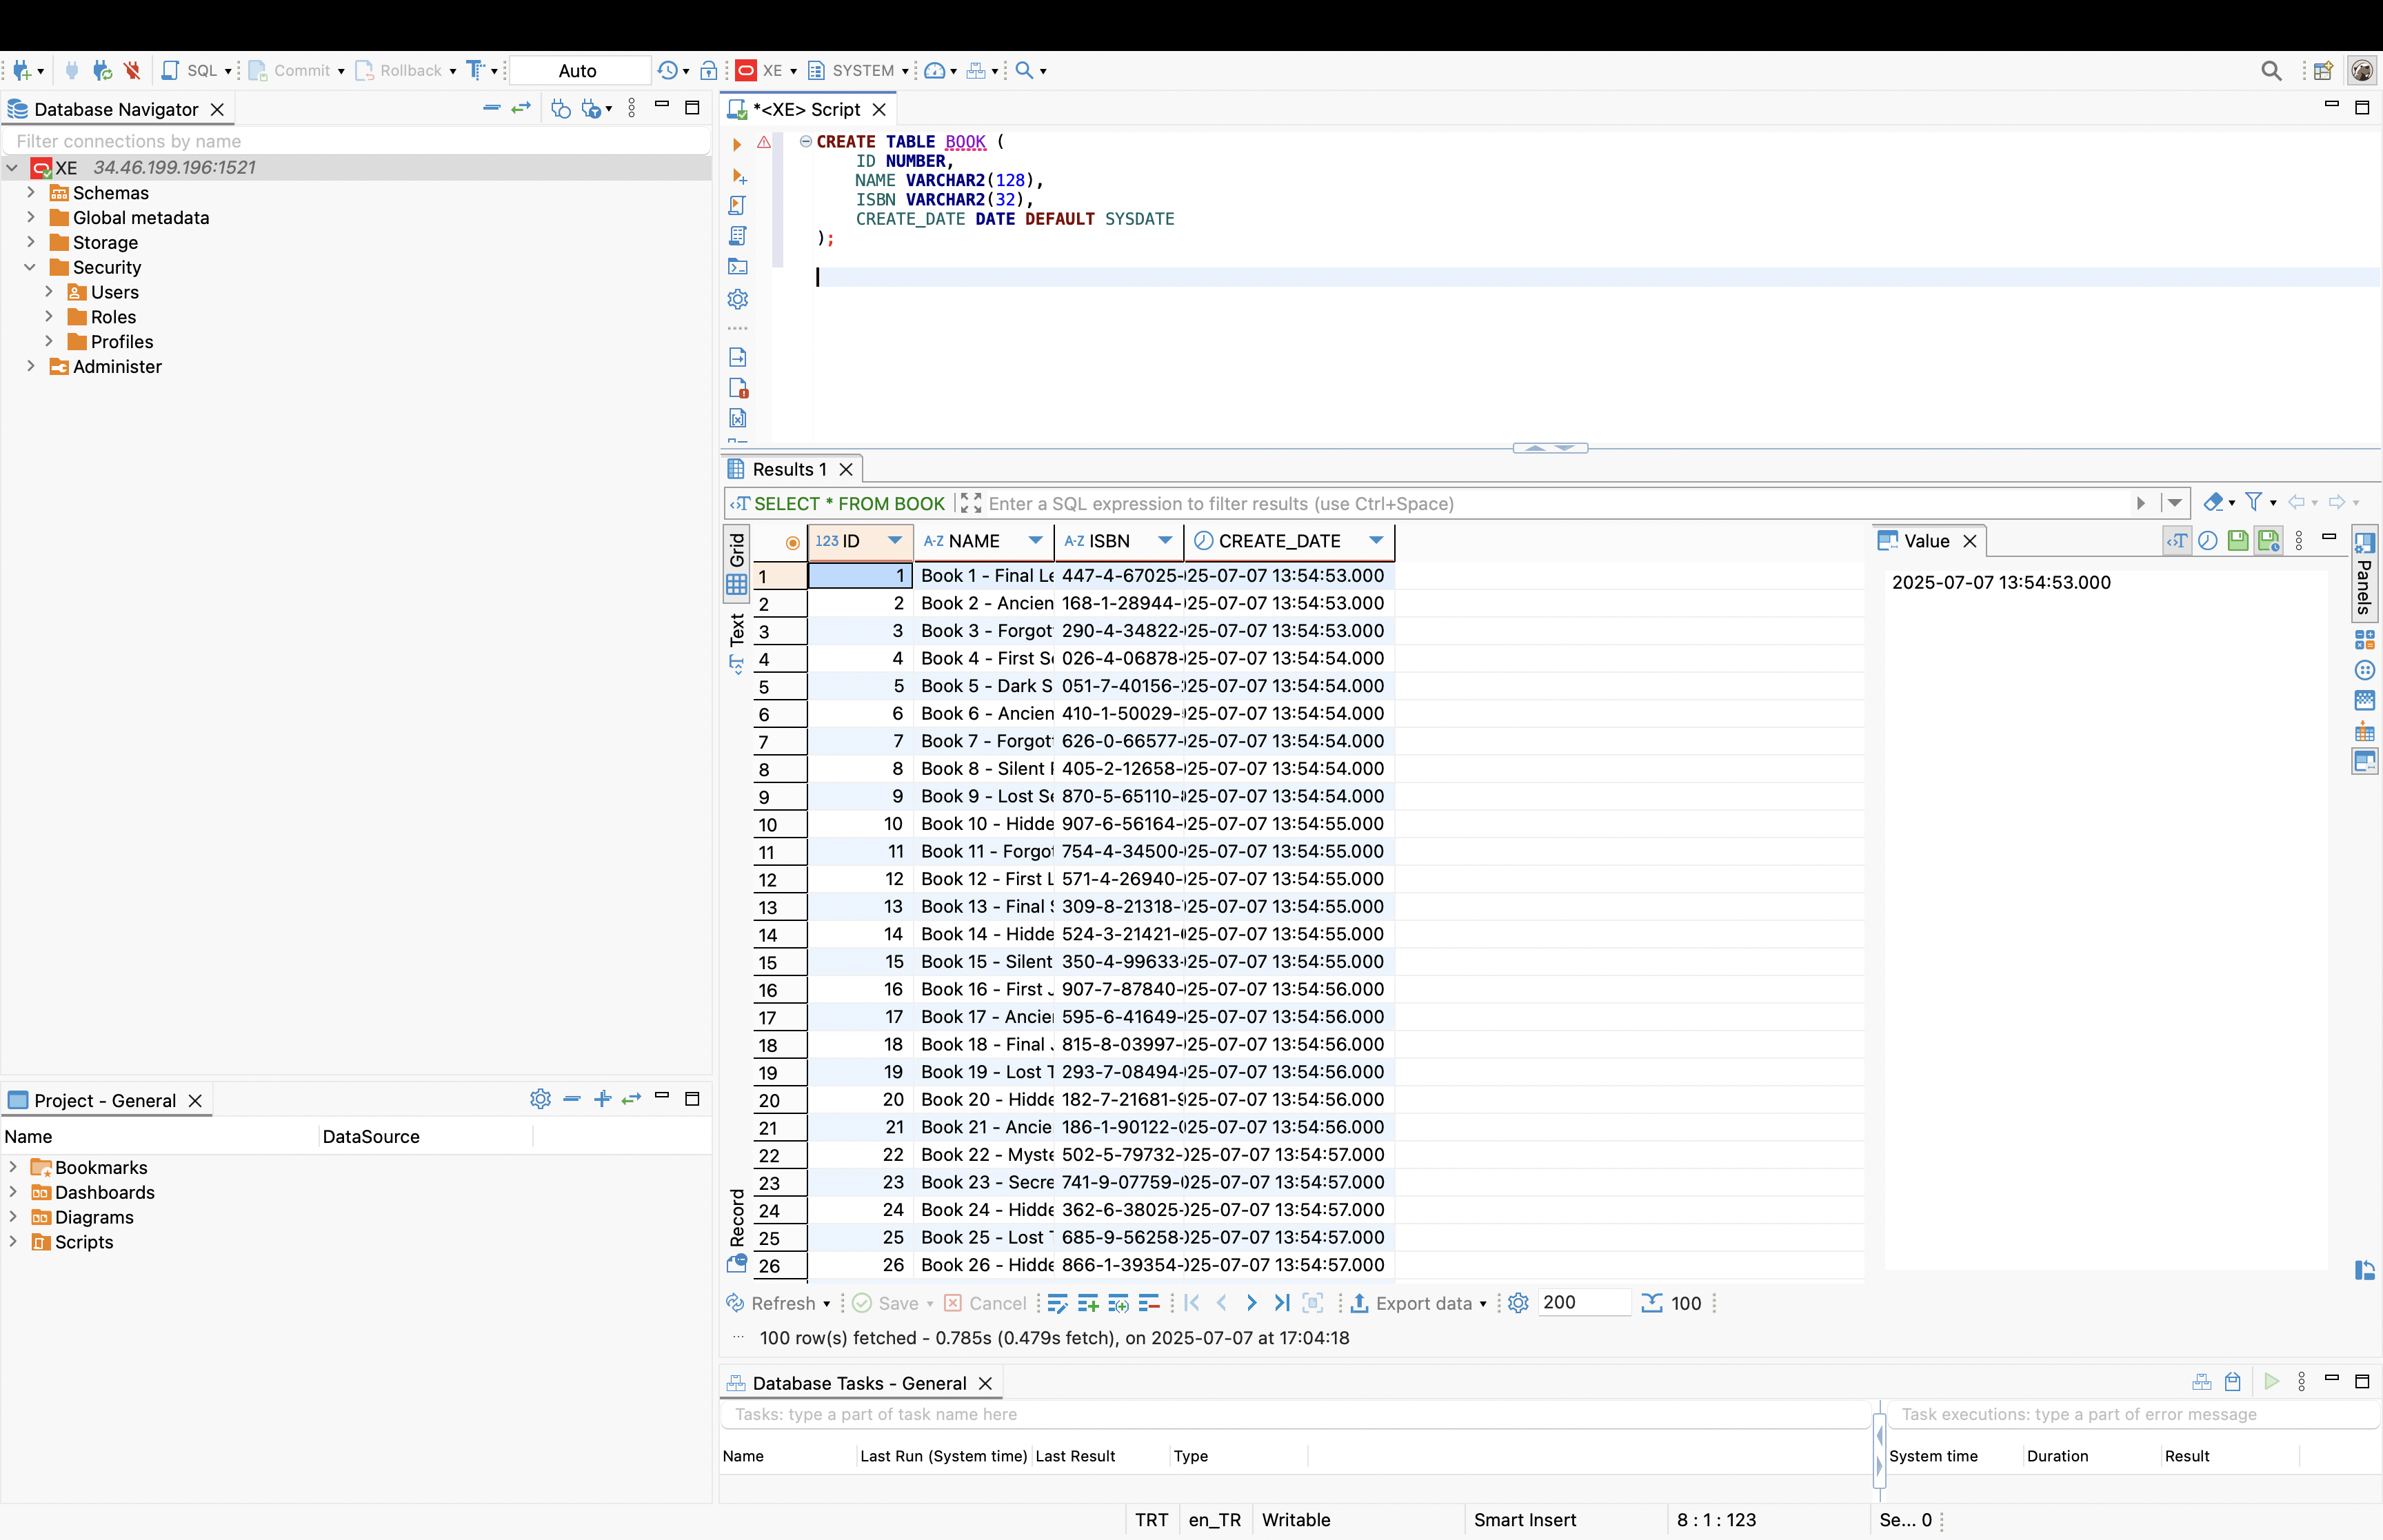 SQL Commit Rollback Auto XE SYSTEM
Database Navigator
Filter connections by name
XE 34.46.199.196:1521
Schemas
Global metadata
Storage
Security
Users
Roles
Profiles
Administer
Project - General
Name DataSource
Bookmarks
Dashboards
Diagrams
Scripts
*<XE> Script
CREATE TABLE BOOK (
ID NUMBER,
NAME VARCHAR2(128),
ISBN VARCHAR2(32),
CREATE_DATE DATE DEFAULT SYSDATE
);
Results 1
SELECT * FROM BOOK Enter a SQL expression to filter results (use Ctrl+Space)
Grid
Text
Record
123 ID A-Z NAME A-Z ISBN CREATE_DATE
1 1 Book 1 - Final Le 447-4-67025- 25-07-07 13:54:53.000
2 2 Book 2 - Ancien 168-1-28944- 25-07-07 13:54:53.000
3 3 Book 3 - Forgot 290-4-34822- 25-07-07 13:54:53.000
4 4 Book 4 - First Se 026-4-06878- 25-07-07 13:54:54.000
5 5 Book 5 - Dark S 051-7-40156- 25-07-07 13:54:54.000
6 6 Book 6 - Ancien 410-1-50029- 25-07-07 13:54:54.000
7 7 Book 7 - Forgot 626-0-66577- 25-07-07 13:54:54.000
8 8 Book 8 - Silent 405-2-12658- 25-07-07 13:54:54.000
9 9 Book 9 - Lost Se 870-5-65110- 25-07-07 13:54:54.000
10 10 Book 10 - Hidde 907-6-56164- 25-07-07 13:54:55.000
11 11 Book 11 - Forgot 754-4-34500- 25-07-07 13:54:55.000
12 12 Book 12 - First L 571-4-26940- 25-07-07 13:54:55.000
13 13 Book 13 - Final 309-8-21318- 25-07-07 13:54:55.000
14 14 Book 14 - Hidde 524-3-21421- 25-07-07 13:54:55.000
15 15 Book 15 - Silent 350-4-99633- 25-07-07 13:54:55.000
16 16 Book 16 - First J 907-7-87840- 25-07-07 13:54:56.000
17 17 Book 17 - Ancie 595-6-41649- 25-07-07 13:54:56.000
18 18 Book 18 - Final 815-8-03997- 25-07-07 13:54:56.000
19 19 Book 19 - Lost T 293-7-08494- 25-07-07 13:54:56.000
20 20 Book 20 - Hidde 182-7-21681- 25-07-07 13:54:56.000
21 21 Book 21 - Ancie 186-1-90122- 25-07-07 13:54:56.000
22 22 Book 22 - Myste 502-5-79732- 25-07-07 13:54:57.000
23 23 Book 23 - Secre 741-9-07759- 25-07-07 13:54:57.000
24 24 Book 24 - Hidde 362-6-38025- 25-07-07 13:54:57.000
25 25 Book 25 - Lost 685-9-56258- 25-07-07 13:54:57.000
26 26 Book 26 - Hidde 866-1-39354- 25-07-07 13:54:57.000
Value
2025-07-07 13:54:53.000
Panels
Refresh Save Cancel Export data 200 100
100 row(s) fetched - 0.785s (0.479s fetch), on 2025-07-07 at 17:04:18
Database Tasks - General
Tasks: type a part of task name here Task executions: type a part of error message
Name Last Run (System time) Last Result Type System time Duration Result
TRT en_TR Writable Smart Insert 8 : 1 : 123 Se... 0